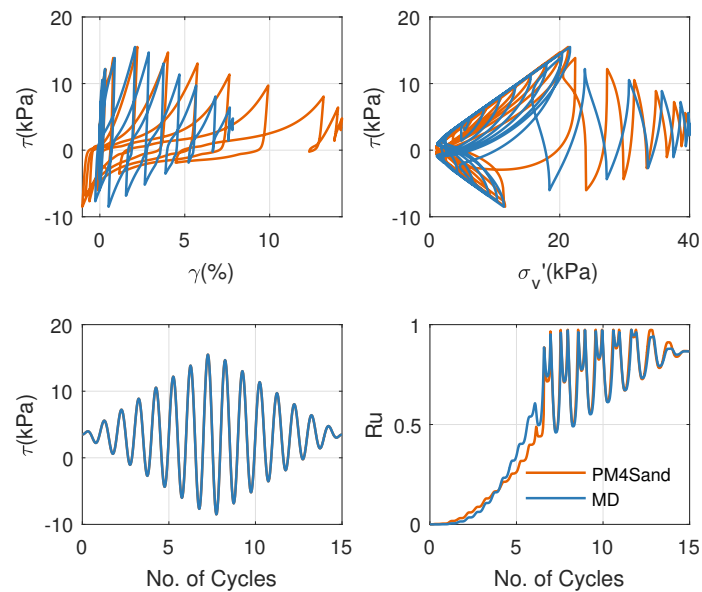 20
10
0
-10
τ(kPa)
0
5
10
γ(%)
20
10
0
-10
τ(kPa)
0
20
40
σv'(kPa)
20
10
0
-10
τ(kPa)
0
5
10
15
No. of Cycles
1
0.5
0
Ru
PM4Sand
MD
0
5
10
15
No. of Cycles